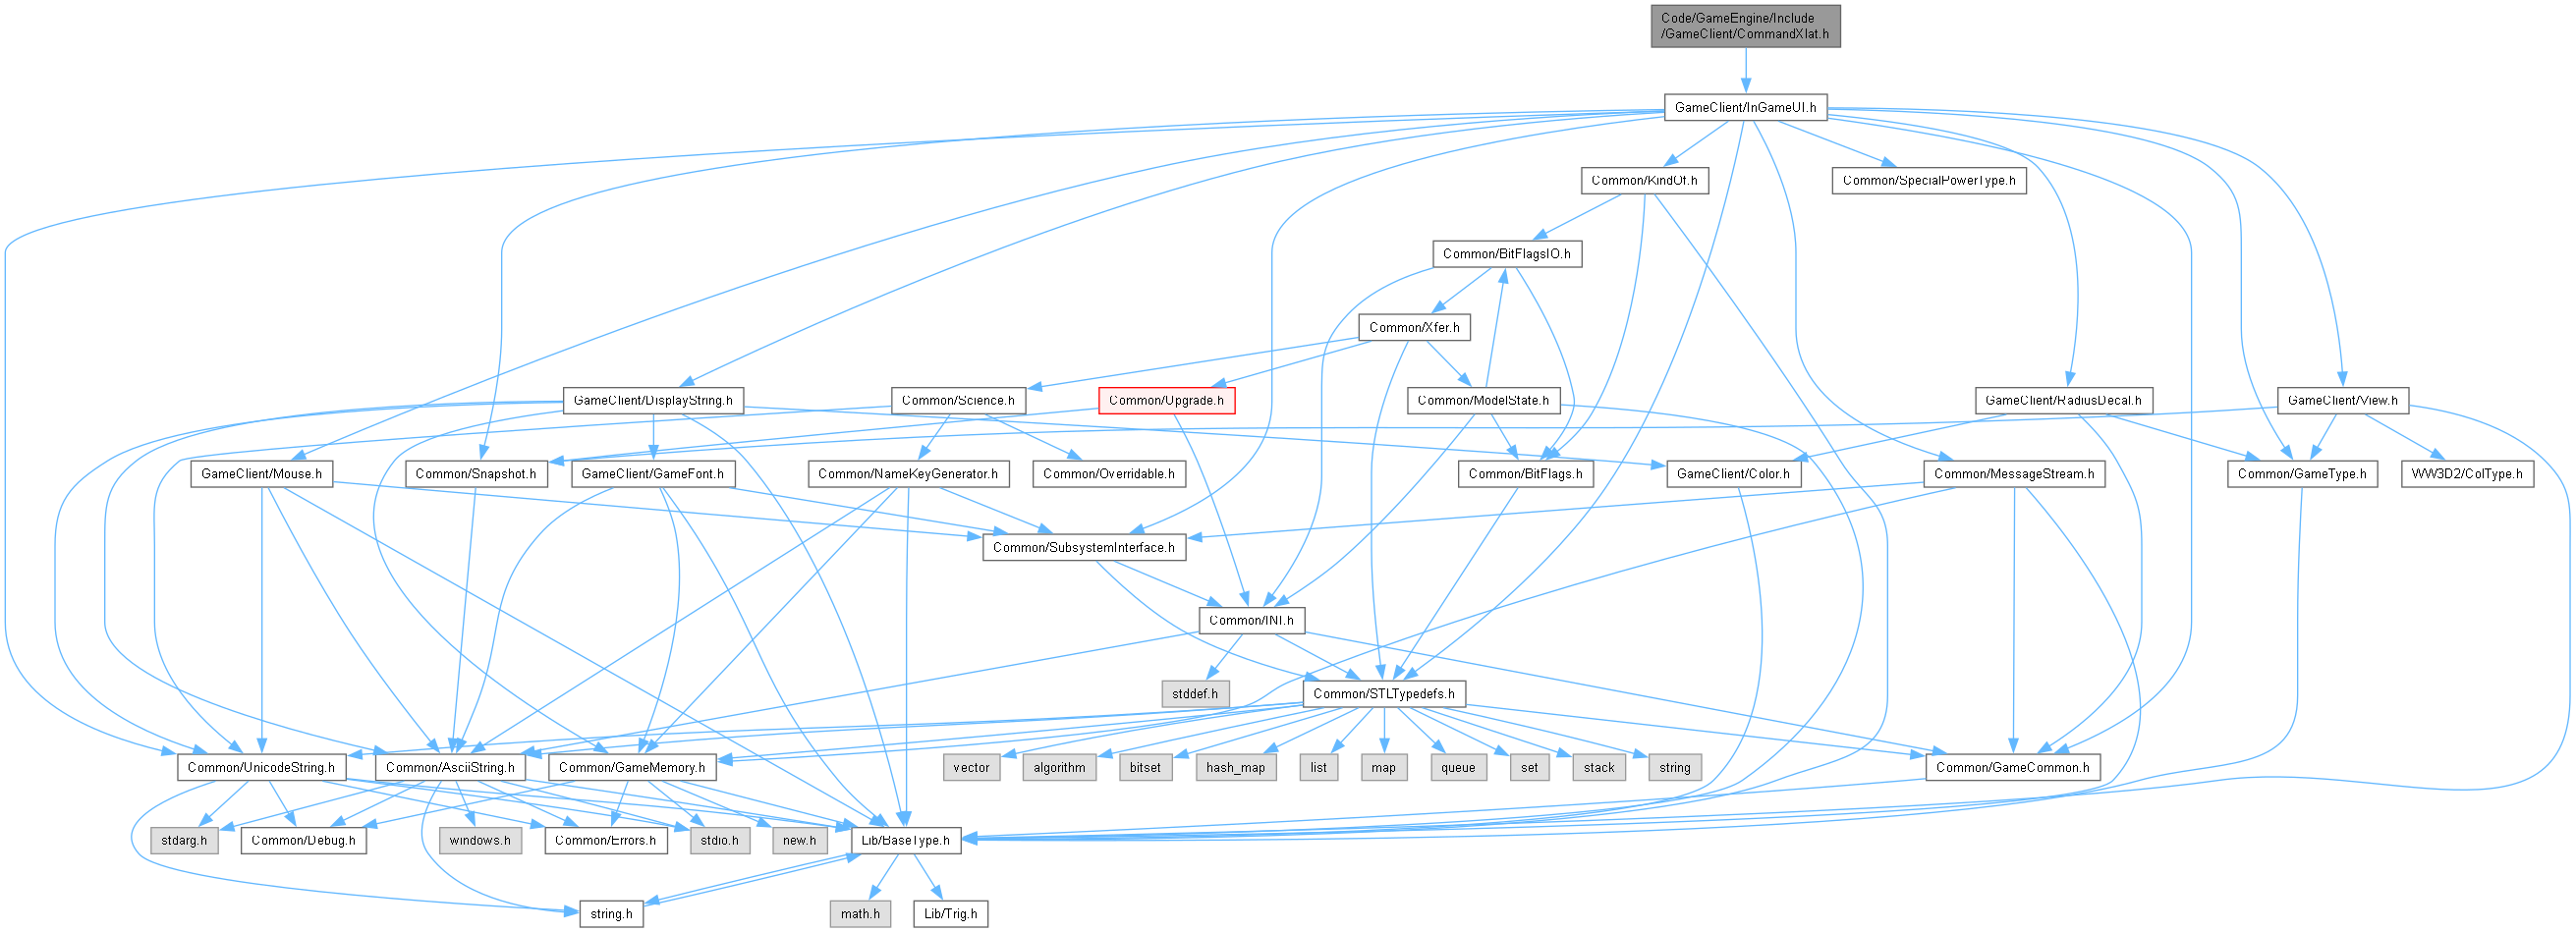 Code/GameEngine/Include
/GameClient/CommandXlat.h
GameClient/InGameUI.h
Common/KindOf.h
Common/SpecialPowerType.h
Common/BitFlagsIO.h
Common/Xfer.h
GameClient/DisplayString.h
Common/Science.h
Common/Upgrade.h
Common/ModelState.h
GameClient/RadiusDecal.h
GameClient/View.h
GameClient/Mouse.h
Common/Snapshot.h
GameClient/GameFont.h
Common/NameKeyGenerator.h
Common/Overridable.h
Common/BitFlags.h
GameClient/Color.h
Common/MessageStream.h
Common/GameType.h
WW3D2/ColType.h
Common/SubsystemInterface.h
Common/INI.h
stddef.h
Common/STLTypedefs.h
Common/UnicodeString.h
Common/AsciiString.h
Common/GameMemory.h
vector
algorithm
bitset
hash_map
list
map
queue
set
stack
string
Common/GameCommon.h
stdarg.h
Common/Debug.h
windows.h
Common/Errors.h
stdio.h
new.h
Lib/BaseType.h
string.h
math.h
Lib/Trig.h